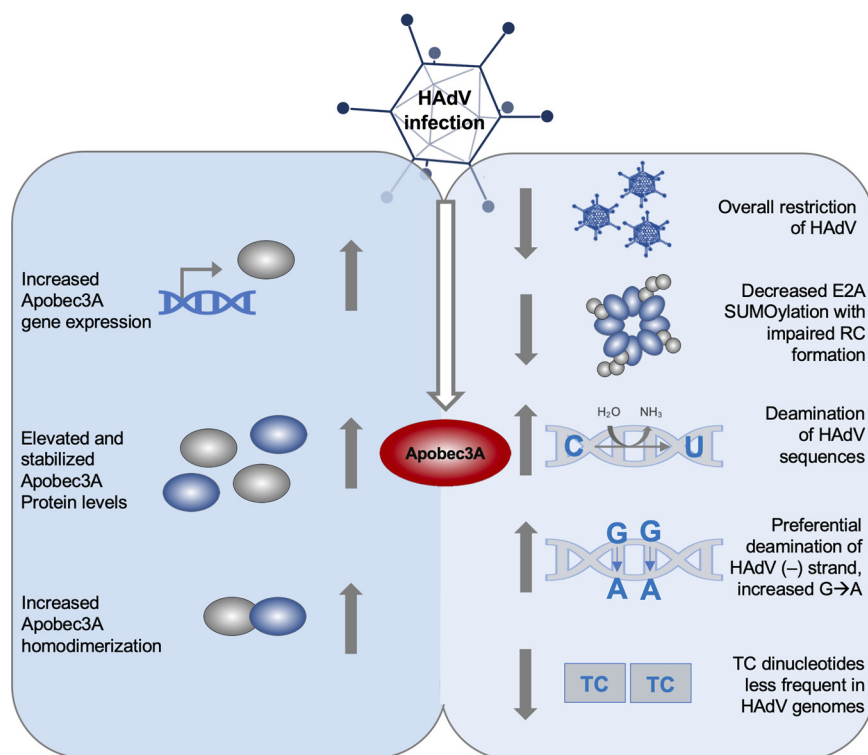 HAdV
infection
Increased
Apobec3A
gene expression
Elevated and
stabilized
Apobec3A
Protein levels
Increased
Apobec3A
homodimerization
Apobec3A
Overall restriction
of HAdV
Decreased E2A
SUMOylation with
impaired RC
formation
H₂O NH₃
C U
Deamination
of HAdV
sequences
G G
A A
Preferential
deamination of
HAdV (–) strand,
increased G→A
TC TC
TC dinucleotides
less frequent in
HAdV genomes